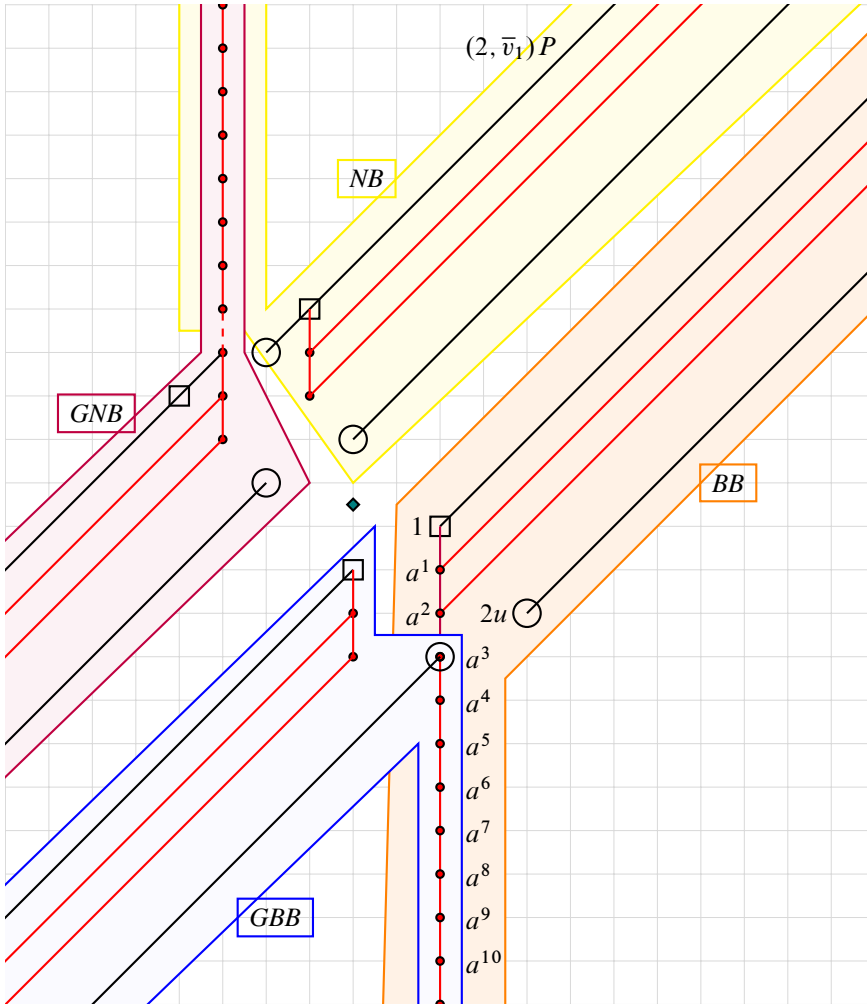 (2, v̅₁) P
NB
GNB
BB
1
a¹
a²
2u
a³
a⁴
a⁵
a⁶
a⁷
a⁸
a⁹
GBB
a¹⁰